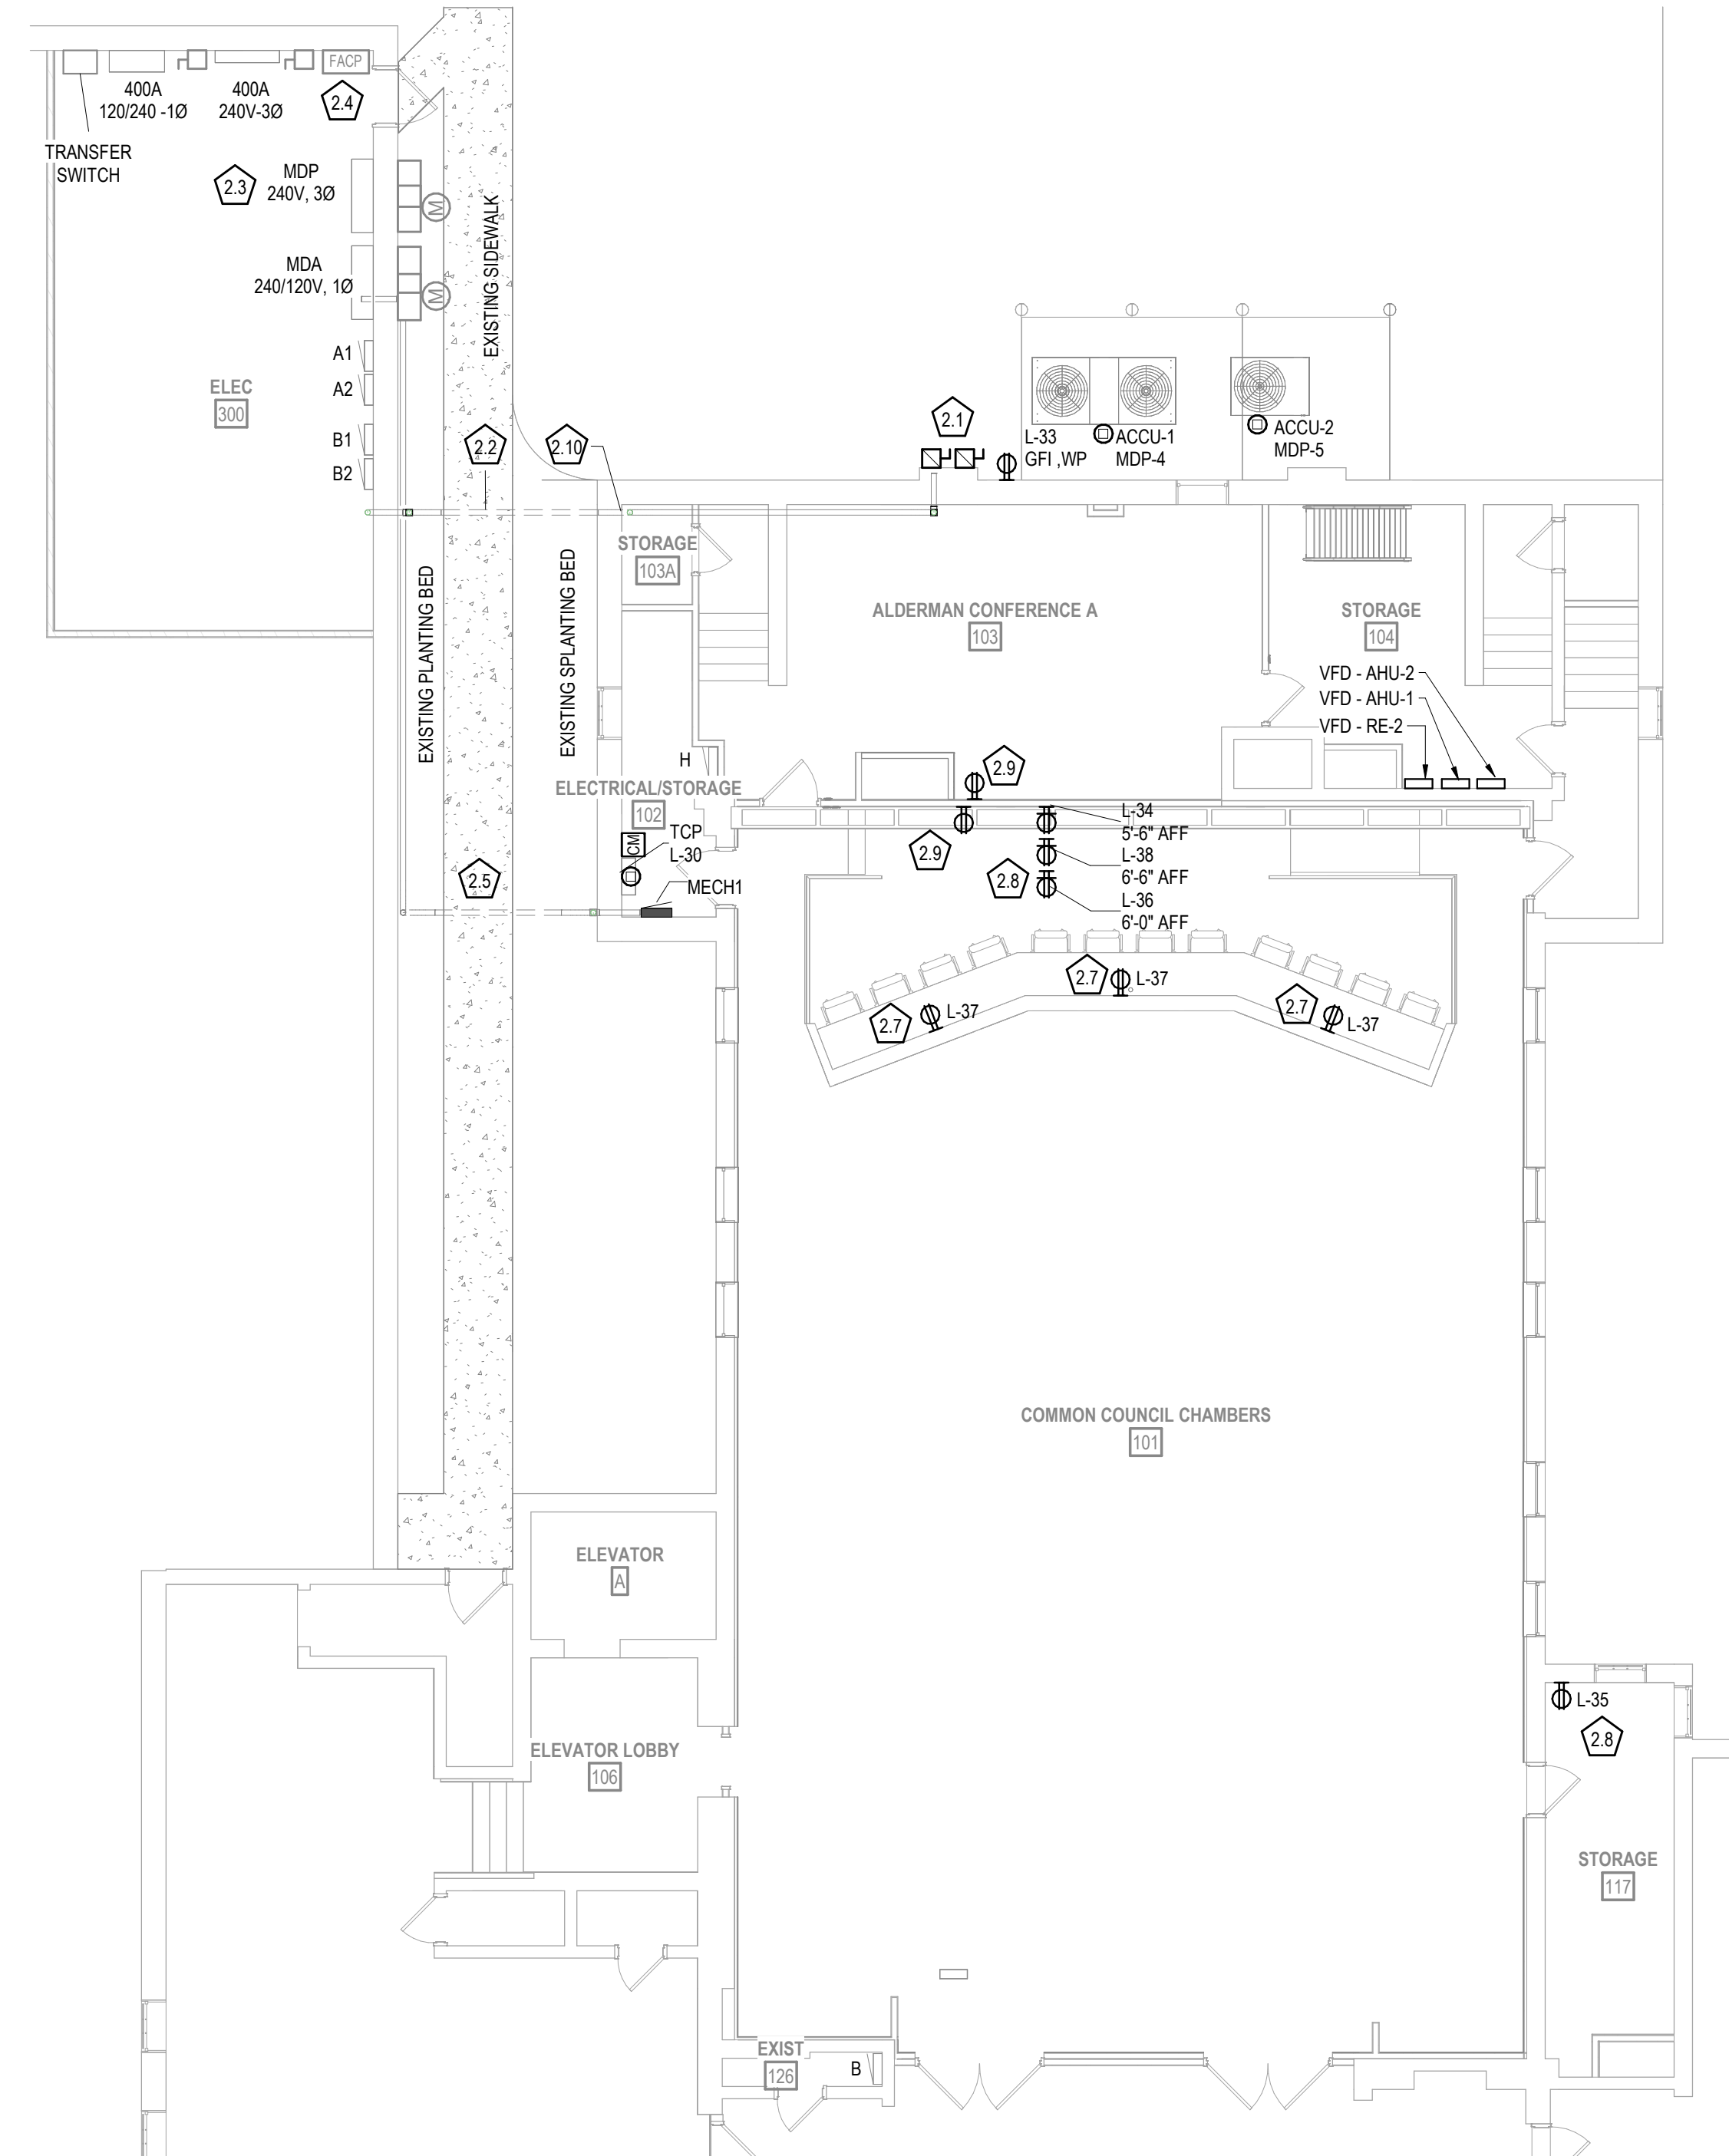 FACP
400A
120/240 -1Ø
400A
240V-3Ø
2.4
TRANSFER
SWITCH
2.3
MDP
240V, 3Ø
M
MDA
240/120V, 1Ø
M
EXISTING SIDEWALK
A1
A2
B1
B2
ELEC
300
2.2
2.10
2.1
L-33
GFI ,WP
ACCU-1
MDP-4
ACCU-2
MDP-5
STORAGE
103A
EXISTING PLANTING BED
EXISTING SPLANTING BED
ALDERMAN CONFERENCE A
103
STORAGE
104
VFD - AHU-2
VFD - AHU-1
VFD - RE-2
H
ELECTRICAL/STORAGE
102
2.9
2.9
CM
TCP
L-30
MECH1
2.5
L-34
5'-6" AFF
L-38
6'-6" AFF
2.8
L-36
6'-0" AFF
2.7
L-37
2.7
L-37
2.7
L-37
COMMON COUNCIL CHAMBERS
101
ELEVATOR
A
ELEVATOR LOBBY
106
L-35
2.8
STORAGE
117
EXIST
126
B